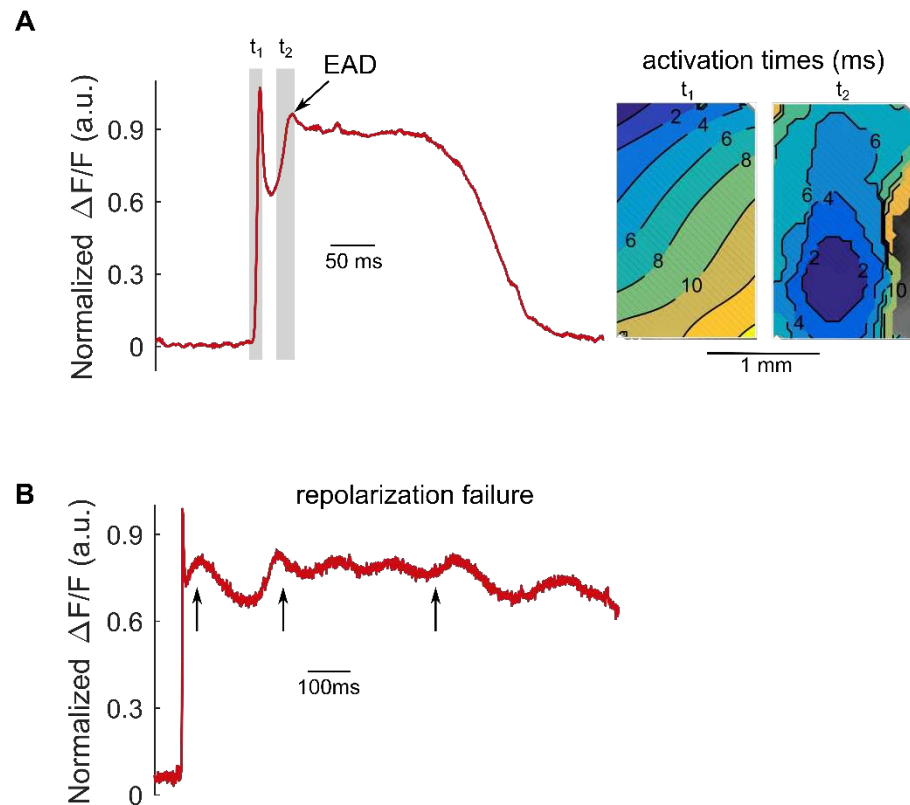 A
t1 t2
EAD
Normalized ΔF/F (a.u.)
0.9
0.6
0.3
0
50 ms
activation times (ms)
t1 t2
2 4
6
8
6
8
10
6
6
4
2 2
10
4
1 mm
B
repolarization failure
Normalized ΔF/F (a.u.)
0.9
0.6
0.3
0
100ms